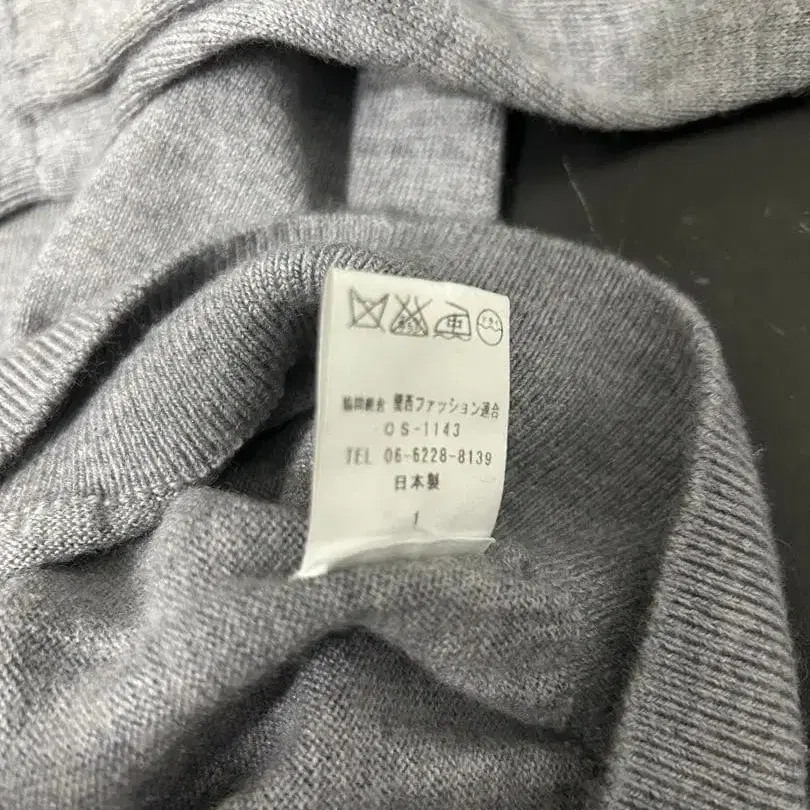 中
協同組合 関西ファッション連合
OS-1143
TEL 06-6228-8139
日本製
1